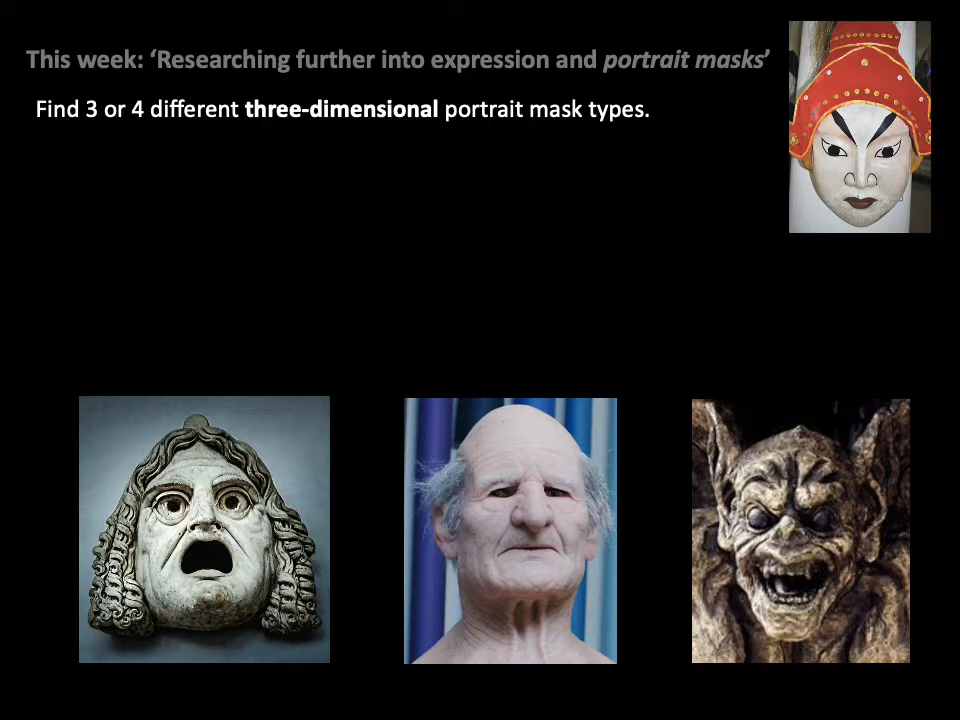 This week: ‘Researching further into expression and portrait masks’
Find 3 or 4 different three-dimensional portrait mask types.